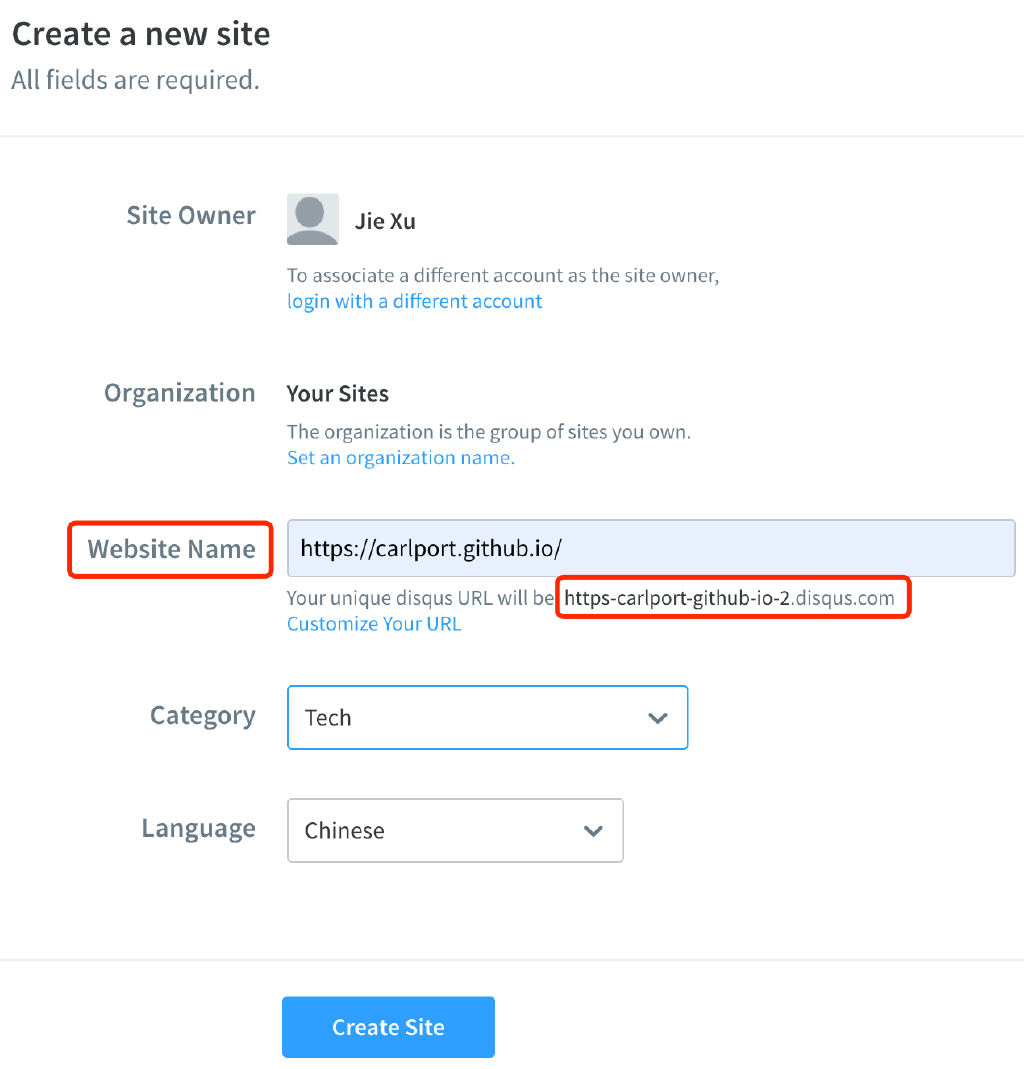 Create a new site
All fields are required.
Site Owner
Jie Xu
To associate a different account as the site owner,
login with a different account
Organization
Your Sites
The organization is the group of sites you own.
Set an organization name.
Website Name
https://carlport.github.io/
Your unique disqus URL will be https-carlport-github-io-2.disqus.com
Customize Your URL
Category
Tech
Language
Chinese
Create Site